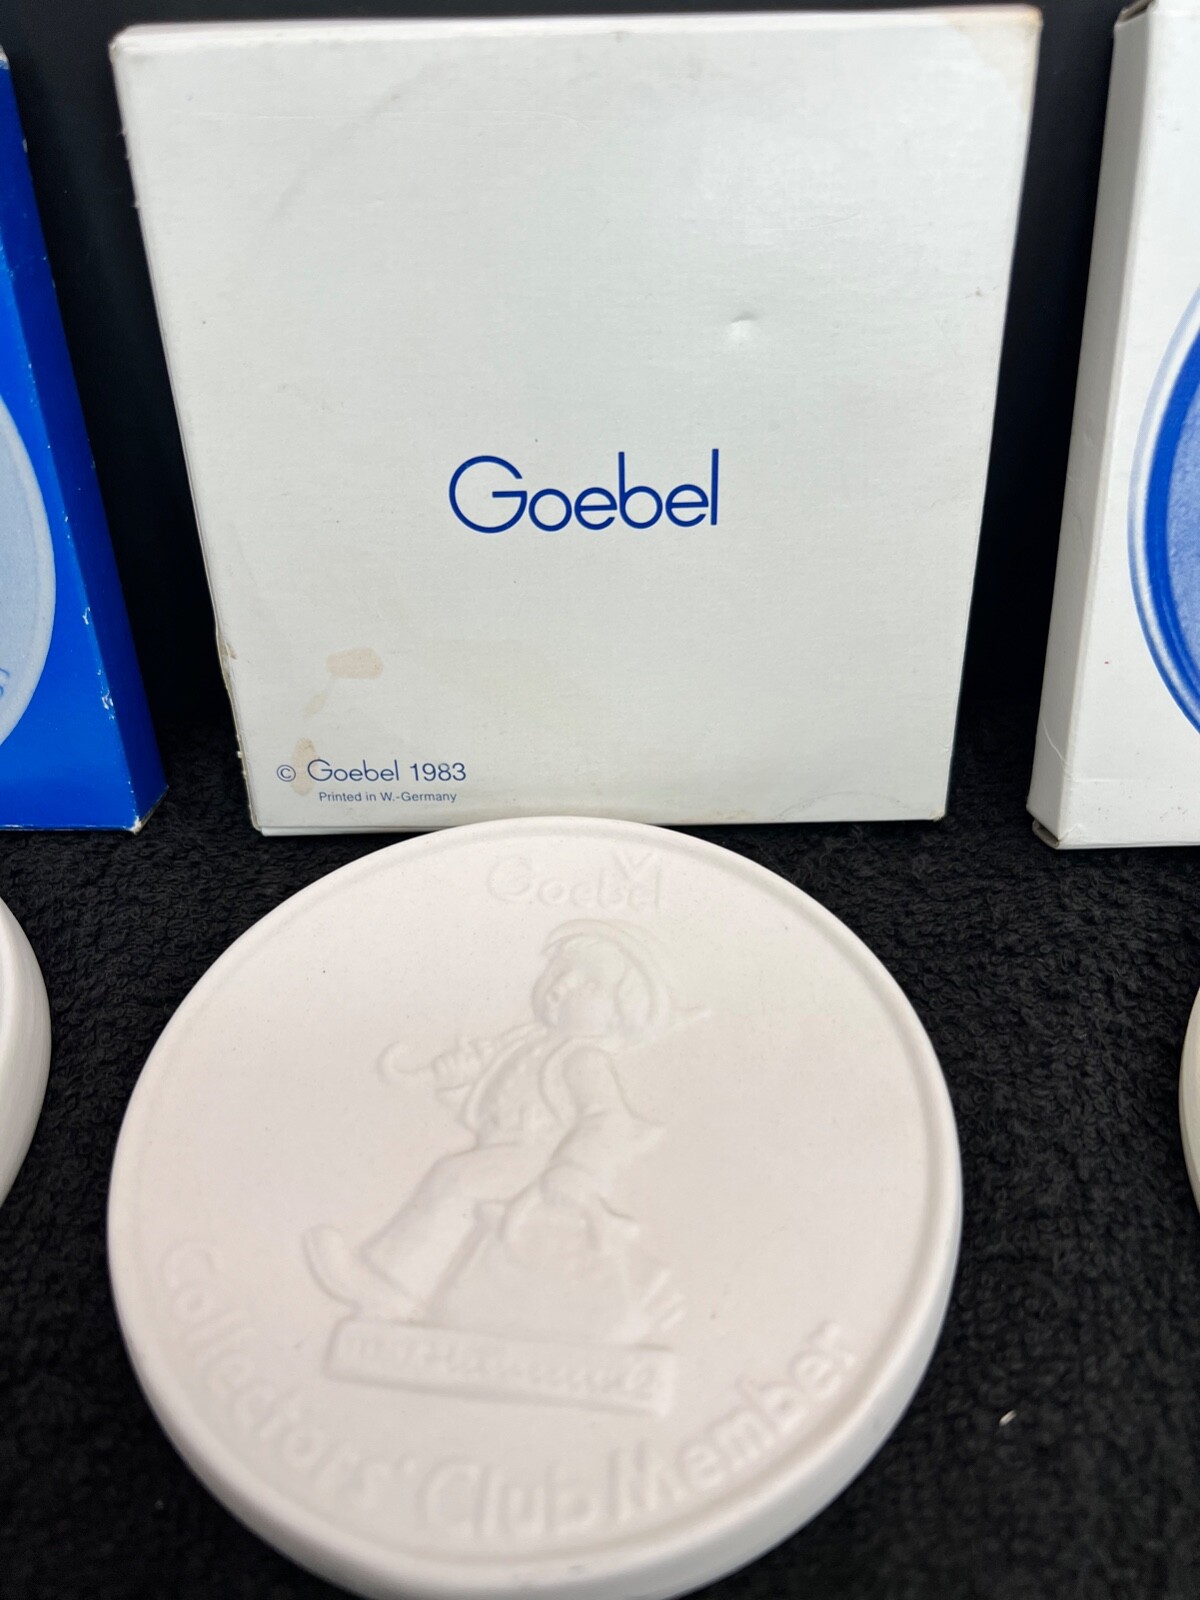 Goebel
© Goebel 1983
Printed in W.-Germany
Goebel
Collectors' Club Member